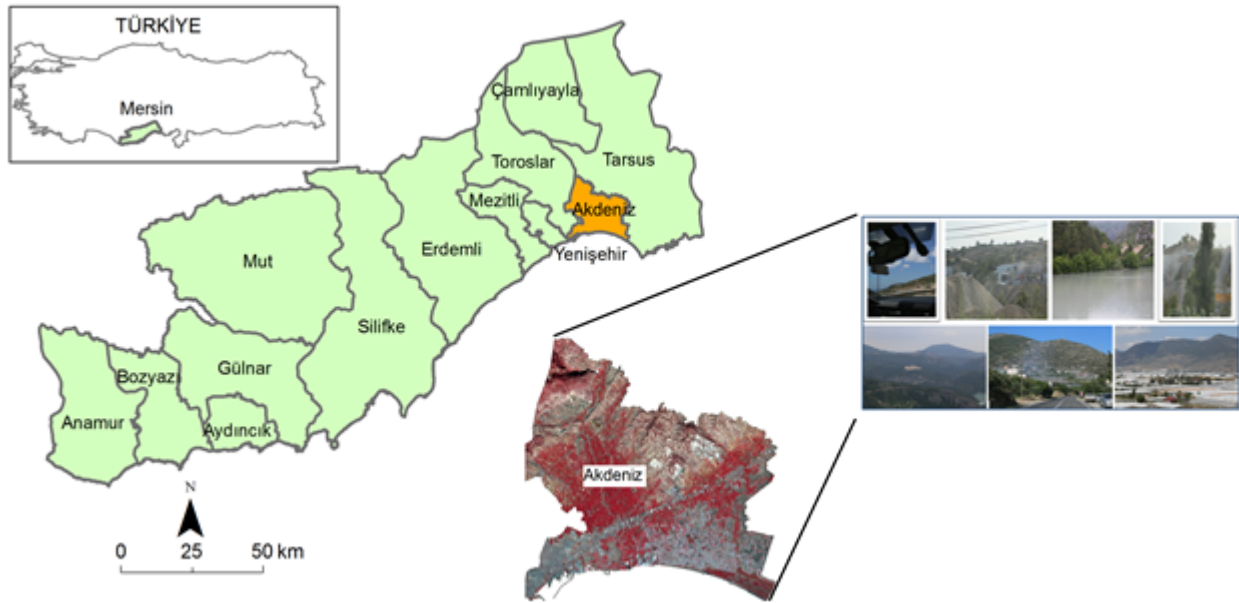 TÜRKİYE
Mersin
Çamlıyayla
Toroslar
Tarsus
Mezitli
Akdeniz
Yenişehir
Erdemli
Mut
Silifke
Gülnar
Bozyazı
Anamur
Aydıncık
Akdeniz
N
0 25 50 km